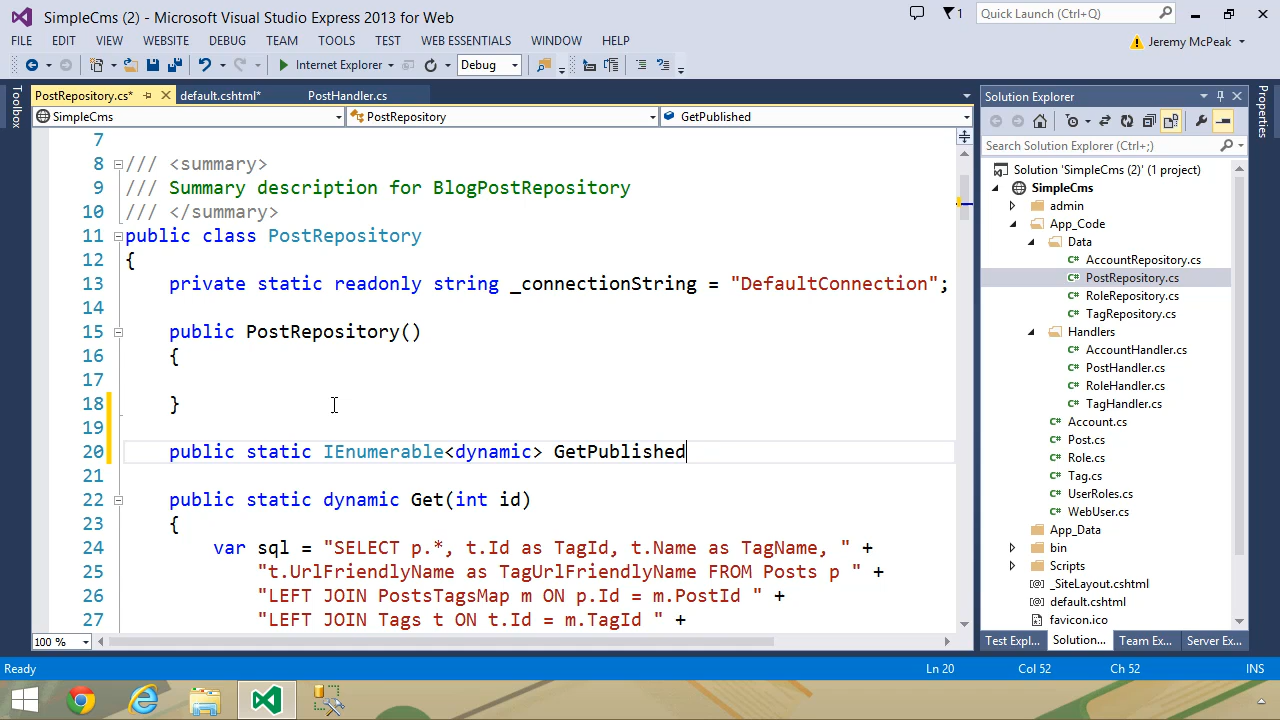 SimpleCms (2) - Microsoft Visual Studio Express 2013 for Web
1
Quick Launch (Ctrl+Q)
FILE EDIT VIEW WEBSITE DEBUG TEAM TOOLS TEST WEB ESSENTIALS WINDOW HELP
Jeremy McPeak
Internet Explorer
Debug
Toolbox
PostRepository.cs*
default.cshtml*
PostHandler.cs
SimpleCms
PostRepository
GetPublished
7
8 /// <summary>
9 /// Summary description for BlogPostRepository
10 /// </summary>
11 public class PostRepository
12 {
13 private static readonly string _connectionString = "DefaultConnection";
14
15 public PostRepository()
16 {
17
18 }
19
20 public static IEnumerable<dynamic> GetPublished
21
22 public static dynamic Get(int id)
23 {
24 var sql = "SELECT p.*, t.Id as TagId, t.Name as TagName, " +
25 "t.UrlFriendlyName as TagUrlFriendlyName FROM Posts p " +
26 "LEFT JOIN PostsTagsMap m ON p.Id = m.PostId " +
27 "LEFT JOIN Tags t ON t.Id = m.TagId " +
100 %
Solution Explorer
Search Solution Explorer (Ctrl+;)
Solution 'SimpleCms (2)' (1 project)
SimpleCms
admin
App_Code
Data
AccountRepository.cs
PostRepository.cs
RoleRepository.cs
TagRepository.cs
Handlers
AccountHandler.cs
PostHandler.cs
RoleHandler.cs
TagHandler.cs
Account.cs
Post.cs
Role.cs
Tag.cs
UserRoles.cs
WebUser.cs
App_Data
bin
Scripts
_SiteLayout.cshtml
default.cshtml
favicon.ico
Test Expl...
Solution...
Team Ex...
Server Ex...
Properties
Ready
Ln 20
Col 52
Ch 52
INS